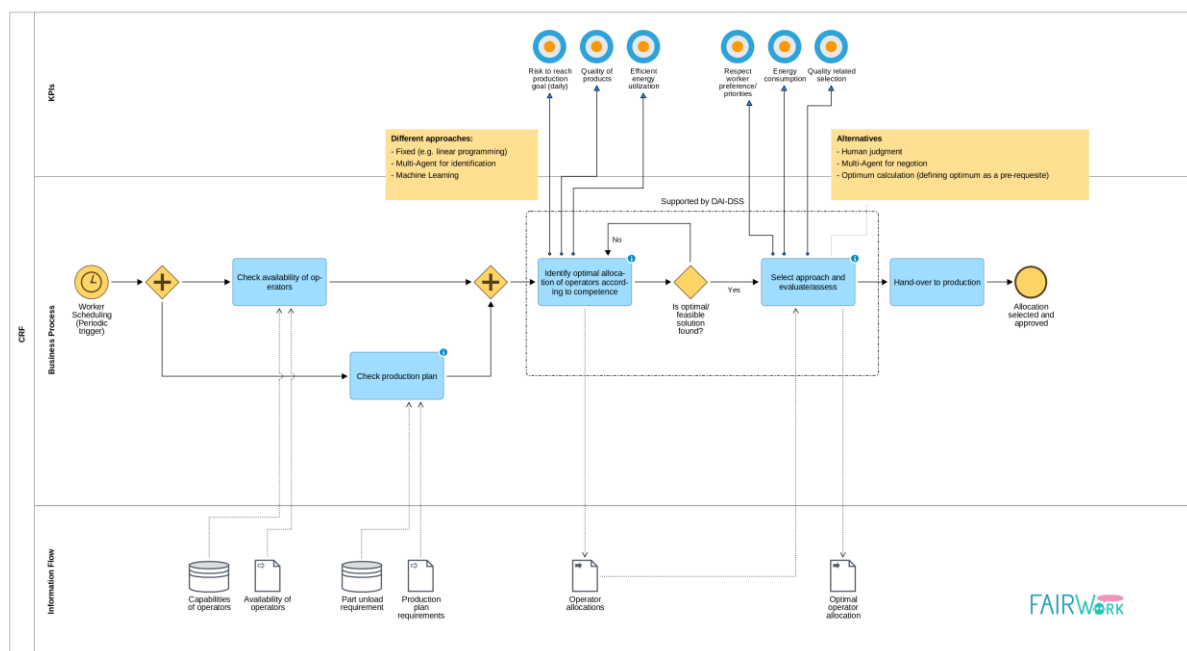 CRF
KPIs
Risk to reach
production
goal (daily)
Quality of
products
Efficient
energy
utilization
Respect
worker
preference/
priorities
Energy
consumption
Quality related
selection
Different approaches:
- Fixed (e.g. linear programming)
- Multi-Agent for identification
- Machine Learning
Alternatives
- Human judgment
- Multi-Agent for negotion
- Optimum calculation (defining optimum as a pre-requesite)
Business Process
Supported by DAI-DSS
Worker
Scheduling
(Periodic
trigger)
Check availability of op-
erators
Check production plan
Identify optimal alloca-
tion of operators accord-
ing to competence
No
Is optimal/
feasible
solution
found?
Yes
Select approach and
evaluate/assess
Hand-over to production
Allocation
selected and
approved
Information Flow
Capabilities
of operators
Availability of
operators
Part unload
requirement
Production
plan
requirements
Operator
allocations
Optimal
operator
allocation
FAIRWORK